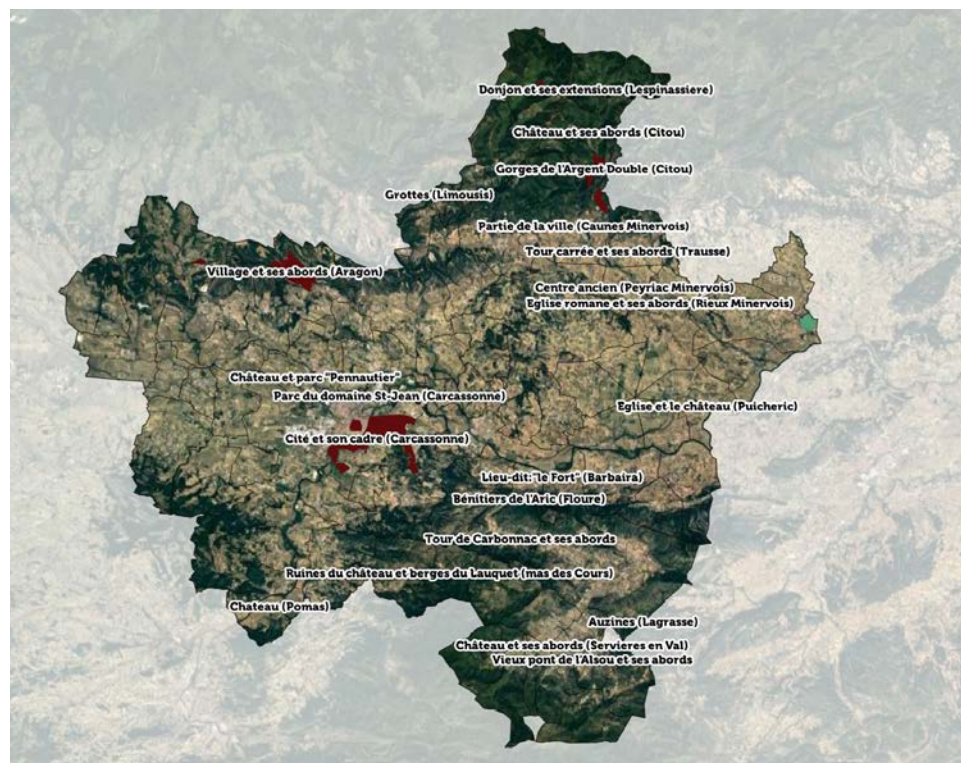 Donjon et ses extensions (Lespinassiere)
Château et ses abords (Citou)
Gorges de l'Argent Double (Citou)
Grottes (Limousis)
Partie de la ville (Caunes Minervois)
Tour carrée et ses abords (Trausse)
Village et ses abords (Aragon)
Centre ancien (Peyriac Minervois)
Eglise romane et ses abords (Rieux Minervois)
Château et parc "Pennautier"
Parc du domaine St-Jean (Carcassonne)
Eglise et le château (Puicheric)
Cité et son cadre (Carcassonne)
Lieu-dit: "le Fort" (Barbaira)
Bénitiers de l'Aric (Floure)
Tour de Carbonnac et ses abords
Ruines du château et berges du Lauquet (mas des Cours)
Chateau (Pomas)
Auzines (Lagrasse)
Château et ses abords (Servieres en Val)
Vieux pont de l'Alsou et ses abords